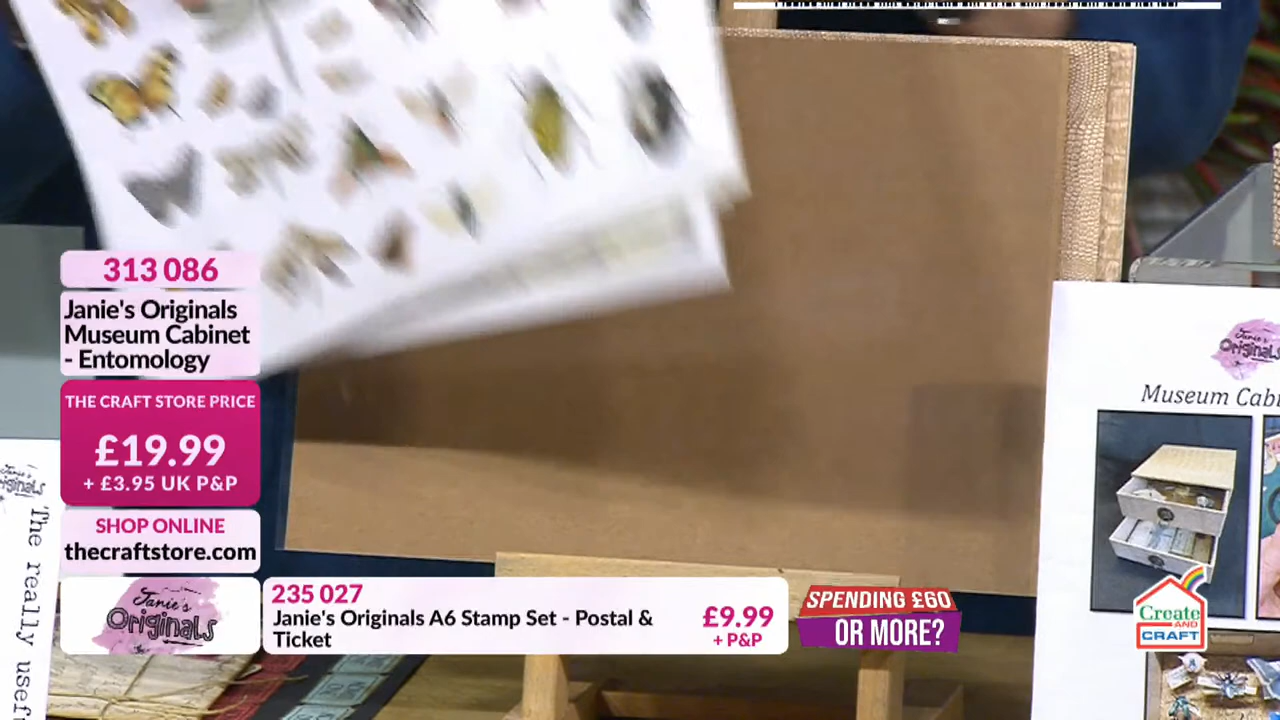 313 086
Janie's Originals
Museum Cabinet
- Entomology
THE CRAFT STORE PRICE
£19.99
+ £3.95 UK P&P
SHOP ONLINE
thecraftstore.com
Janie's
Originals
235 027
Janie's Originals A6 Stamp Set - Postal &
Ticket
£9.99
+ P&P
SPENDING £60
OR MORE?
Janie's
Originals
Museum Cabi
Create
AND
CRAFT
Janie's
riginals
The really usef